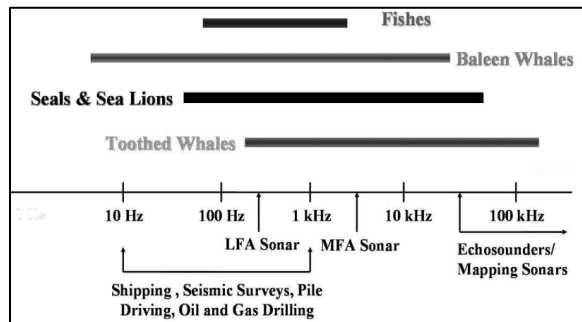 Fishes
Baleen Whales
Seals & Sea Lions
Toothed Whales
10 Hz 100 Hz 1 kHz 10 kHz 100 kHz
LFA Sonar MFA Sonar Echosounders/
Mapping Sonars
Shipping , Seismic Surveys, Pile
Driving, Oil and Gas Drilling